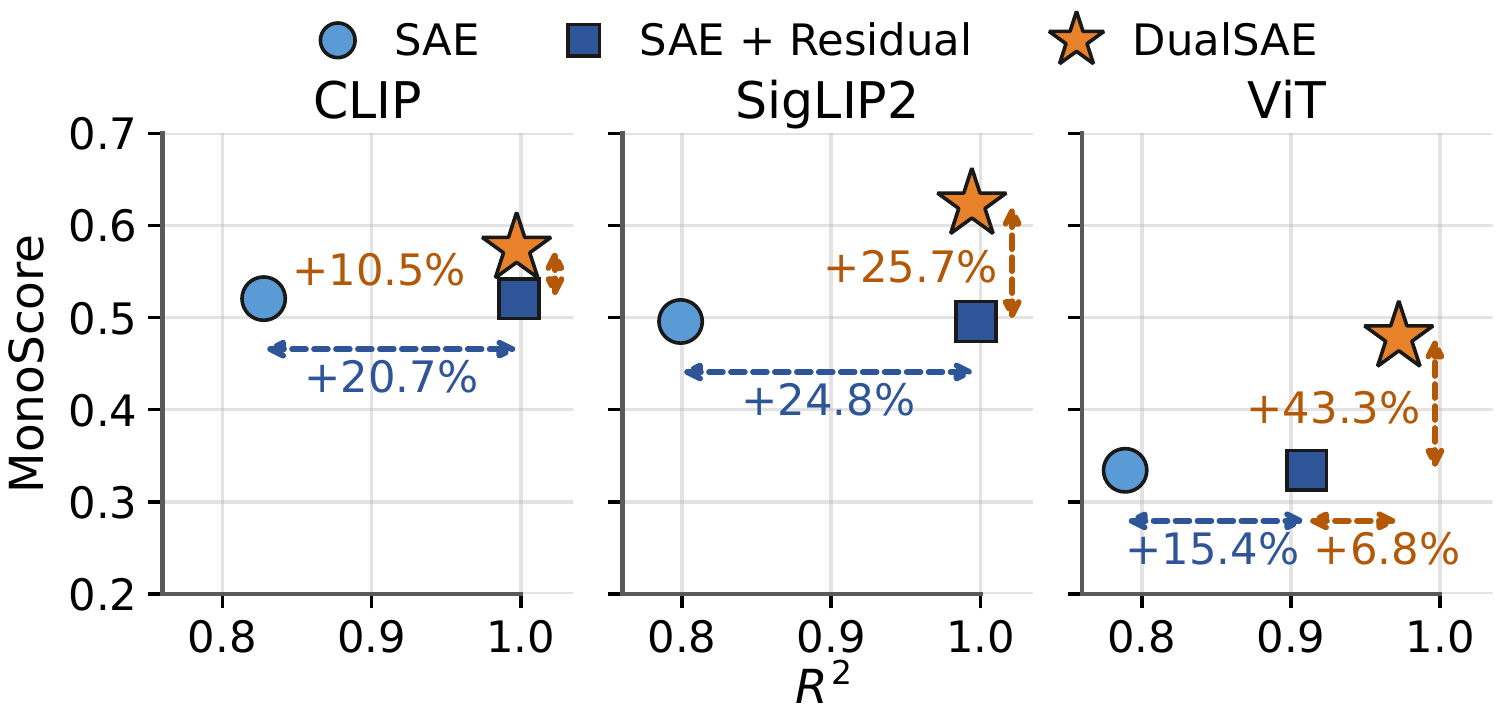 SAE SAE + Residual DualSAE
CLIP SigLIP2 ViT
MonoScore
0.7
0.6
0.5
0.4
0.3
0.2
+10.5%
+20.7%
+25.7%
+24.8%
+43.3%
+15.4% +6.8%
0.8 0.9 1.0 0.8 0.9 1.0 0.8 0.9 1.0
R²